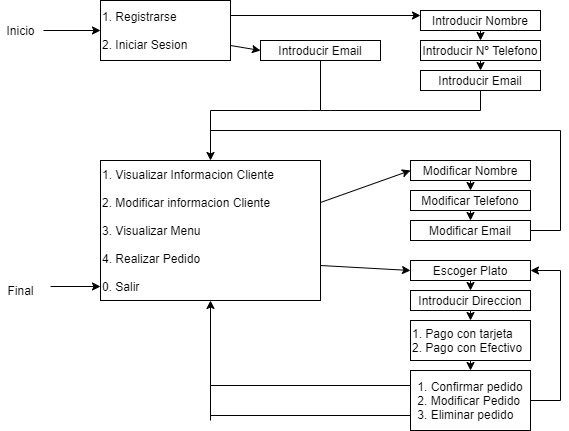 Inicio
1. Registrarse
2. Iniciar Sesion
Introducir Email
Introducir Nombre
Introducir Nº Telefono
Introducir Email
1. Visualizar Informacion Cliente
2. Modificar informacion Cliente
3. Visualizar Menu
4. Realizar Pedido
0. Salir
Final
Modificar Nombre
Modificar Telefono
Modificar Email
Escoger Plato
Introducir Direccion
1. Pago con tarjeta
2. Pago con Efectivo
1. Confirmar pedido
2. Modificar Pedido
3. Eliminar pedido